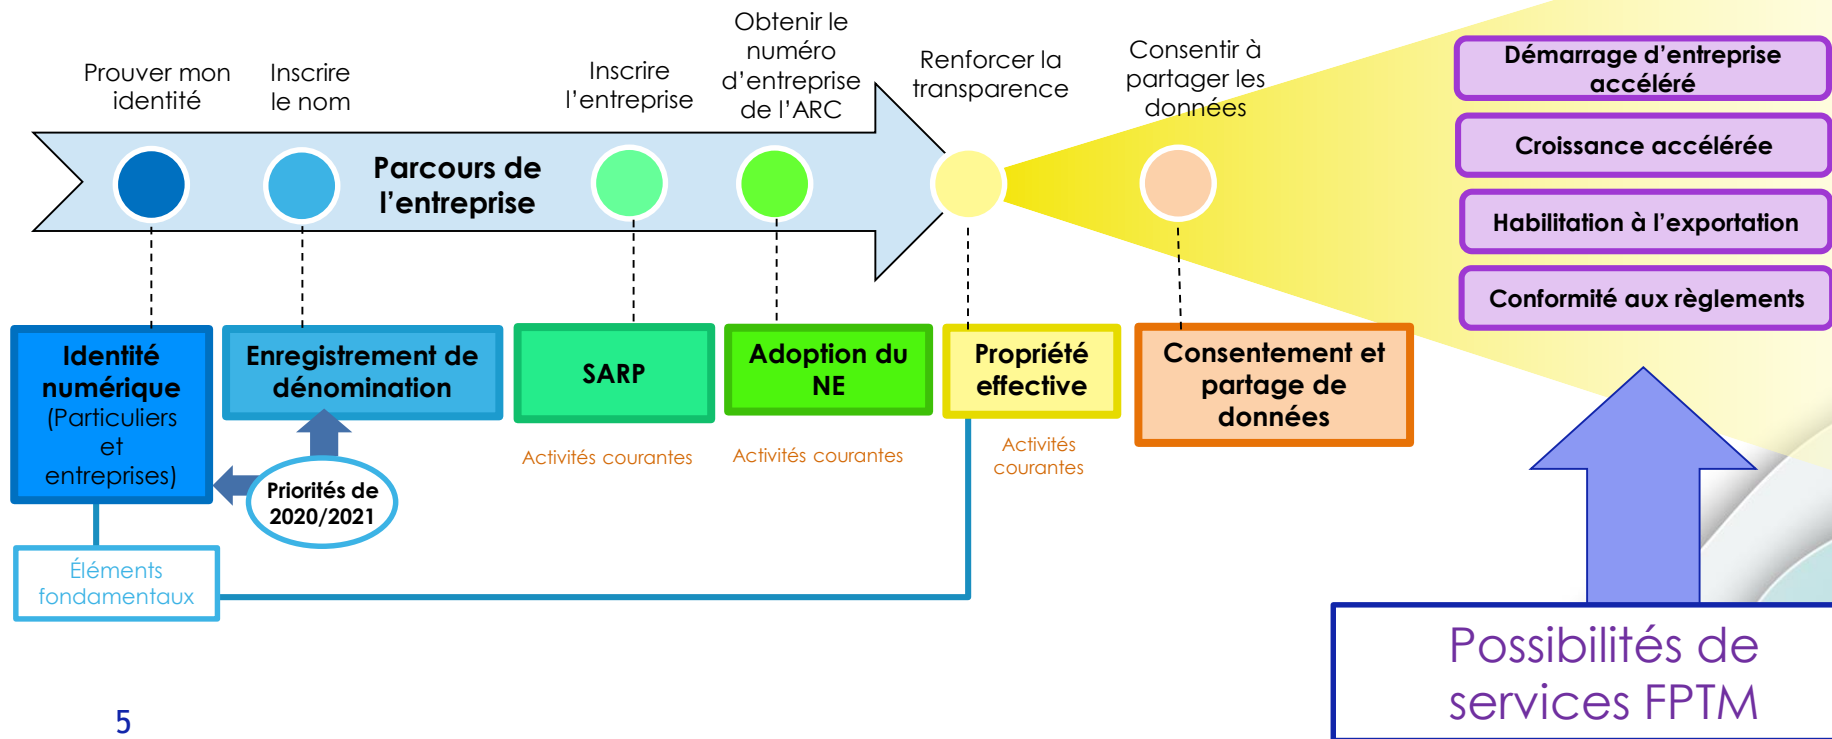 Prouver mon
identité
Inscrire
le nom
Inscrire
l’entreprise
Obtenir le
numéro
d’entreprise
de l’ARC
Renforcer la
transparence
Consentir à
partager les
données
Parcours de
l’entreprise
Démarrage d’entreprise
accéléré
Croissance accélérée
Habilitation à l’exportation
Conformité aux règlements
Identité
numérique
(Particuliers
et
entreprises)
Enregistrement de
dénomination
SARP
Adoption du
NE
Propriété
effective
Consentement et
partage de
données
Activités courantes
Activités courantes
Activités
courantes
Priorités de
2020/2021
Éléments
fondamentaux
Possibilités de
services FPTM
5